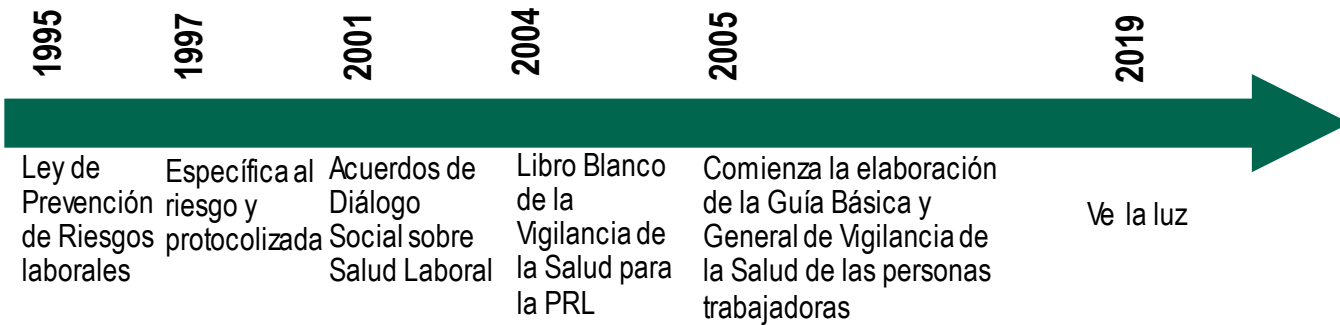 1995
1997
2001
2004
2005
2019
Ley de
Prevención
de Riesgos
laborales
Específica al
riesgo y
protocolizada
Acuerdos de
Diálogo
Social sobre
Salud Laboral
Libro Blanco
de la
Vigilancia de
la Salud para
la PRL
Comienza la elaboración
de la Guía Básica y
General de Vigilancia de
la Salud de las personas
trabajadoras
Ve la luz